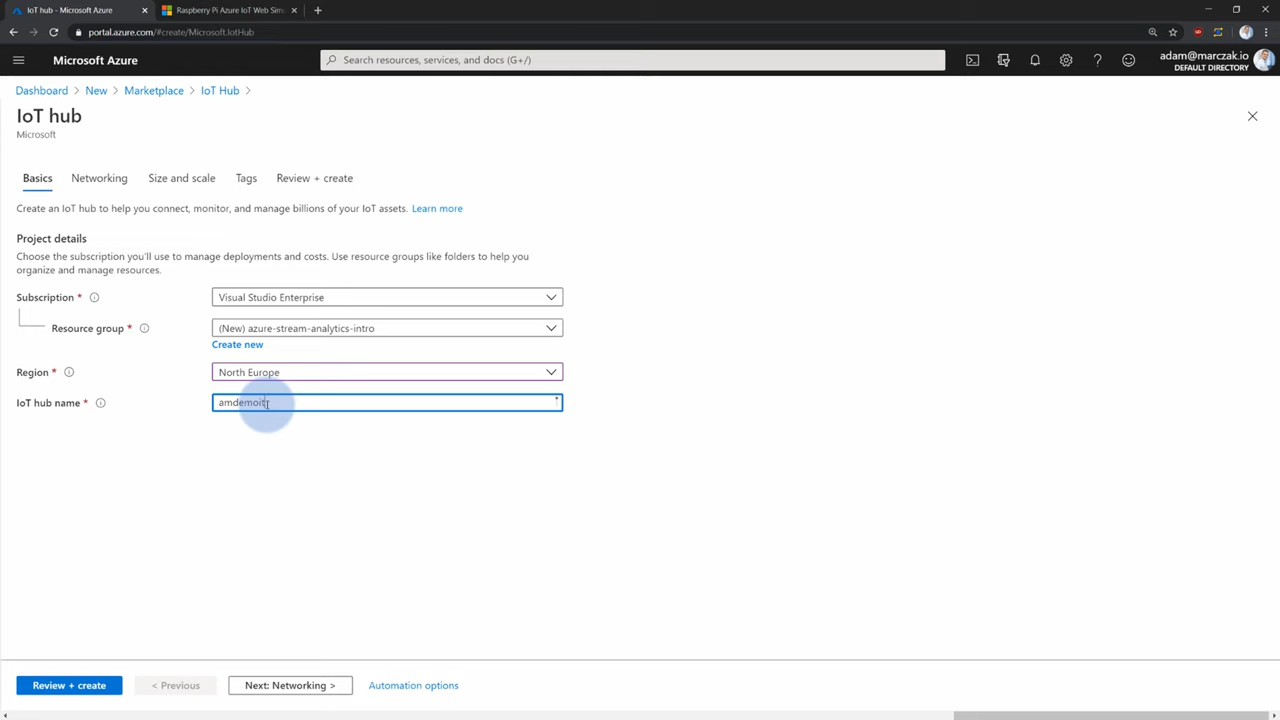 IoT hub - Microsoft Azure
Raspberry Pi Azure IoT Web Sim
portal.azure.com/#create/Microsoft.IotHub
Microsoft Azure
Search resources, services, and docs (G+/)
adam@marczak.io
DEFAULT DIRECTORY
Dashboard > New > Marketplace > IoT Hub >
IoT hub
Microsoft
Basics Networking Size and scale Tags Review + create
Create an IoT hub to help you connect, monitor, and manage billions of your IoT assets. Learn more
Project details
Choose the subscription you'll use to manage deployments and costs. Use resource groups like folders to help you
organize and manage resources.
Subscription *
Visual Studio Enterprise
Resource group *
(New) azure-stream-analytics-intro
Create new
Region *
North Europe
IoT hub name *
Review + create
< Previous
Next: Networking >
Automation options